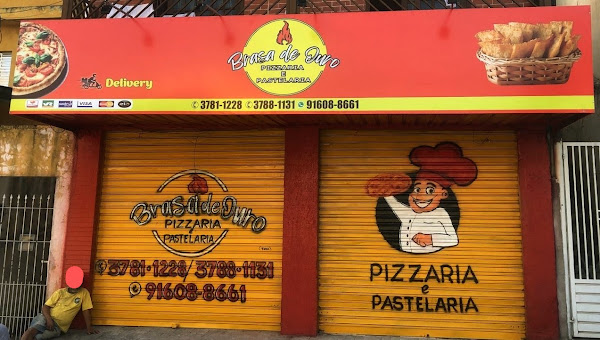 Brasa de Ouro
PIZZARIA
E
PASTELARIA
Delivery
VISA
3781-1228 3788-1131 91608-8661
Brasa de Ouro
PIZZARIA
e
PASTELARIA
3781-1228/3788-1131
91608-8661
PIZZARIA
e
PASTELARIA